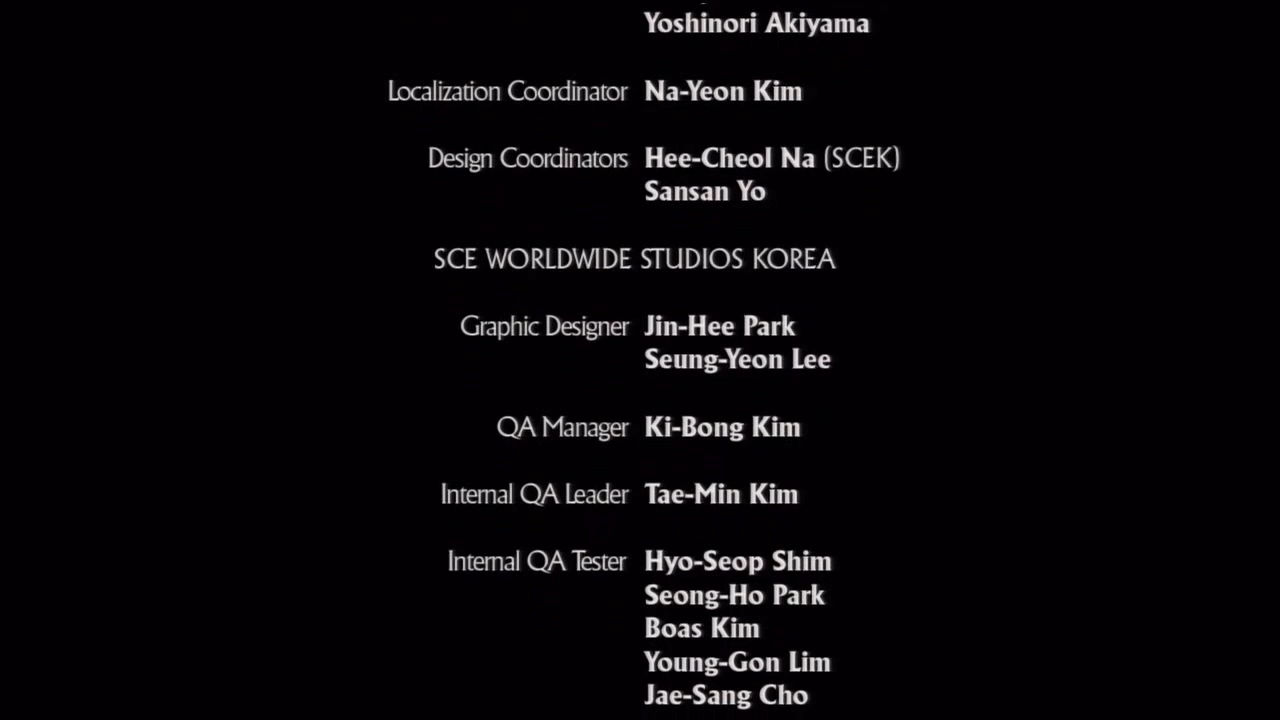 Yoshinori Akiyama
Localization Coordinator Na-Yeon Kim
Design Coordinators Hee-Cheol Na (SCEK)
Sansan Yo
SCE WORLDWIDE STUDIOS KOREA
Graphic Designer Jin-Hee Park
Seung-Yeon Lee
QA Manager Ki-Bong Kim
Internal QA Leader Tae-Min Kim
Internal QA Tester Hyo-Seop Shim
Seong-Ho Park
Boas Kim
Young-Gon Lim
Jae-Sang Cho